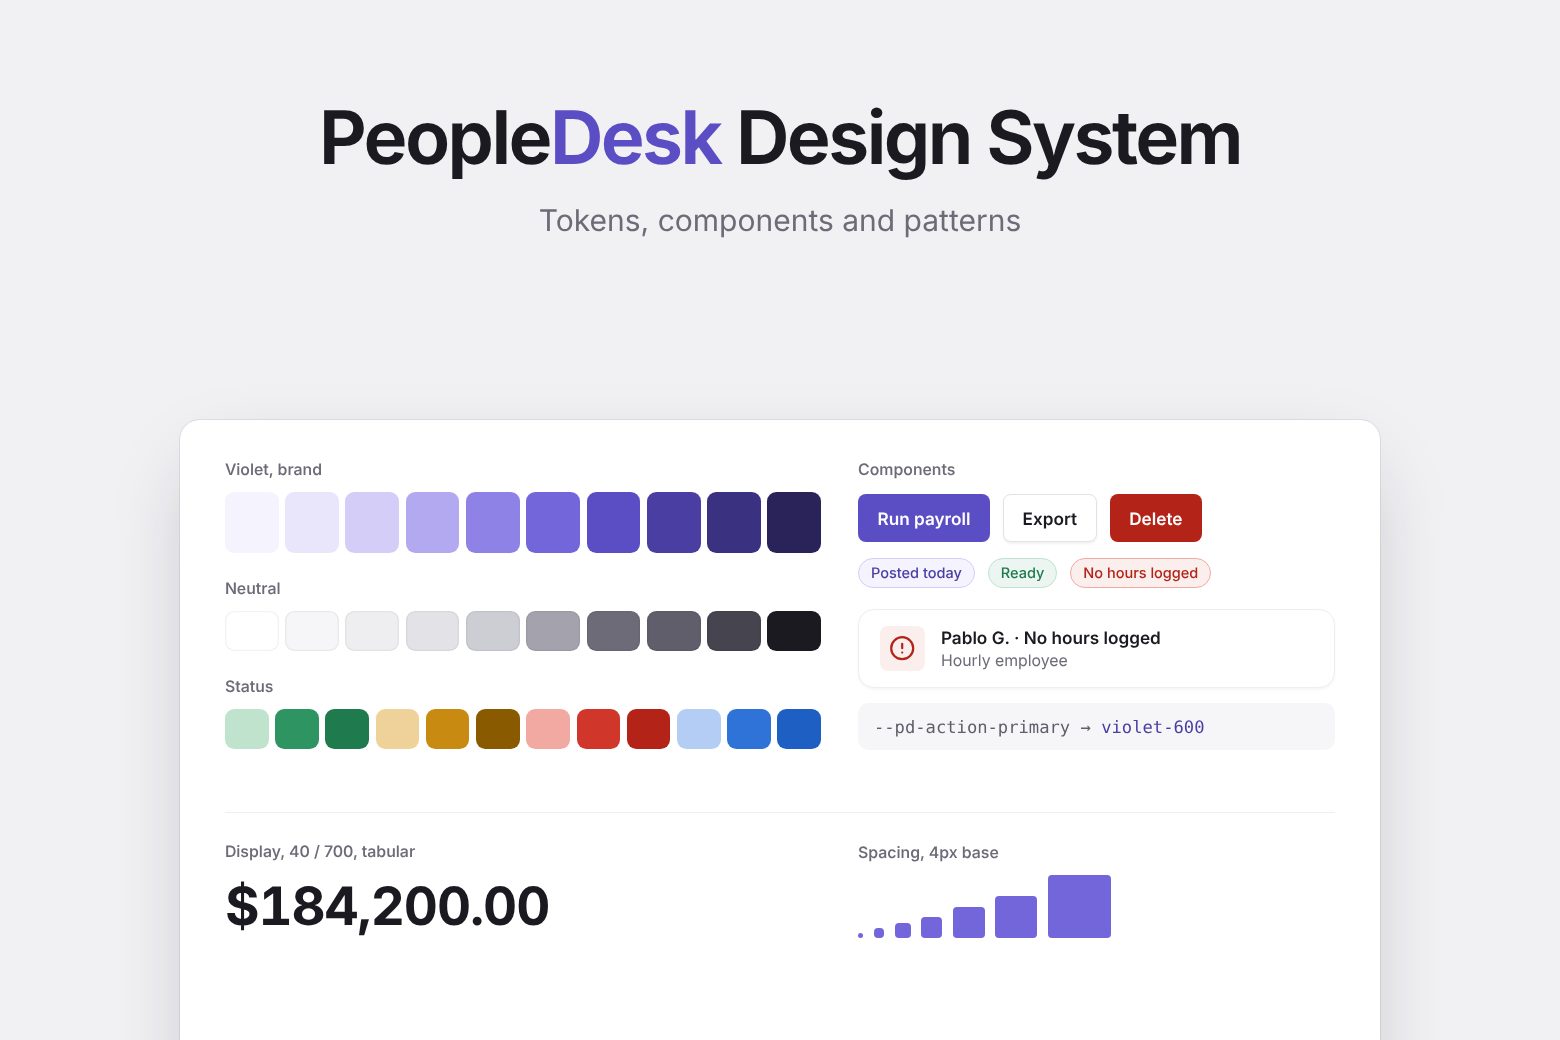 PeopleDesk Design System
Tokens, components and patterns
Violet, brand
Neutral
Status
Components
Run payroll
Export
Delete
Posted today
Ready
No hours logged
Pablo G. · No hours logged
Hourly employee
--pd-action-primary → violet-600
Display, 40 / 700, tabular
$184,200.00
Spacing, 4px base